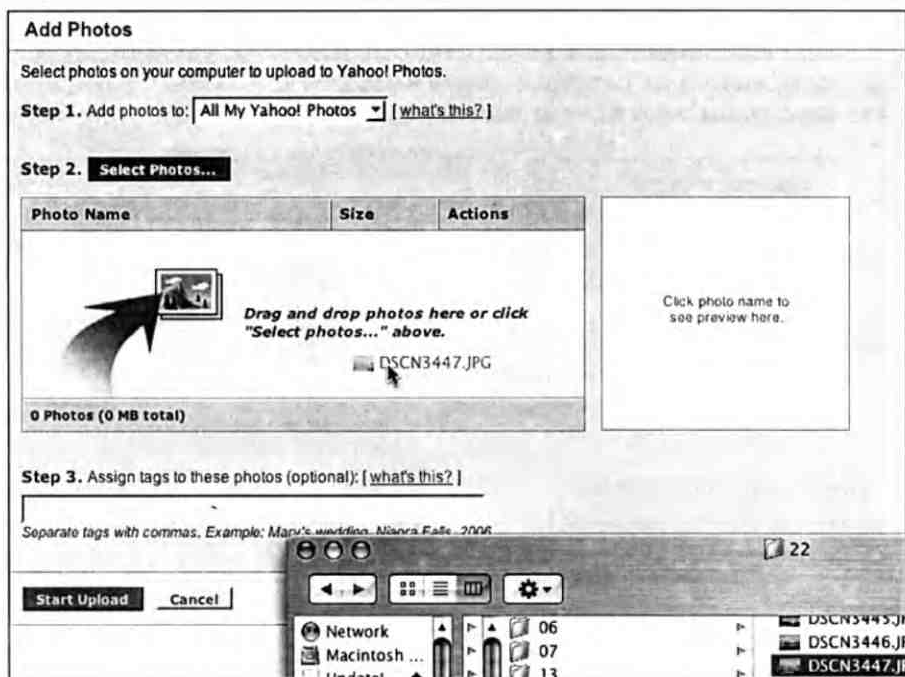 Add Photos
Select photos on your computer to upload to Yahoo! Photos.
Step 1. Add photos to: All My Yahoo! Photos [ what's this? ]
Step 2. Select Photos...
Photo Name Size Actions
Drag and drop photos here or click
"Select photos..." above.
DSCN3447.JPG
Click photo name to
see preview here.
0 Photos (0 MB total)
Step 3. Assign tags to these photos (optional): [ what's this? ]
Separate tags with commas. Example: Mary's wedding, Niagra Falls, 2006
22
Start Upload Cancel
Network 06 DSCN3445.JP
Macintosh ... 07 DSCN3446.JP
13 DSCN3447.JP